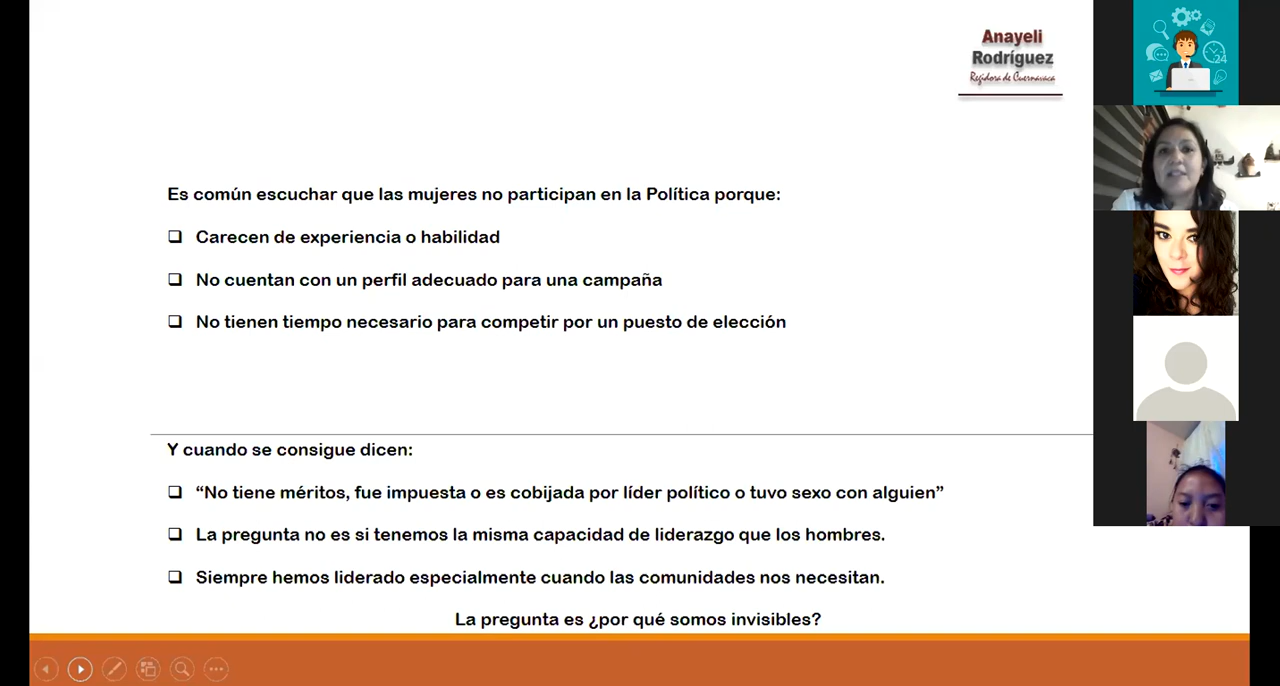 Anayeli
Rodríguez
Regidora de Cuernavaca
24
Es común escuchar que las mujeres no participan en la Política porque:
❑ Carecen de experiencia o habilidad
❑ No cuentan con un perfil adecuado para una campaña
❑ No tienen tiempo necesario para competir por un puesto de elección
Y cuando se consigue dicen:
❑ “No tiene méritos, fue impuesta o es cobijada por líder político o tuvo sexo con alguien”
❑ La pregunta no es si tenemos la misma capacidad de liderazgo que los hombres.
❑ Siempre hemos liderado especialmente cuando las comunidades nos necesitan.
La pregunta es ¿por qué somos invisibles?